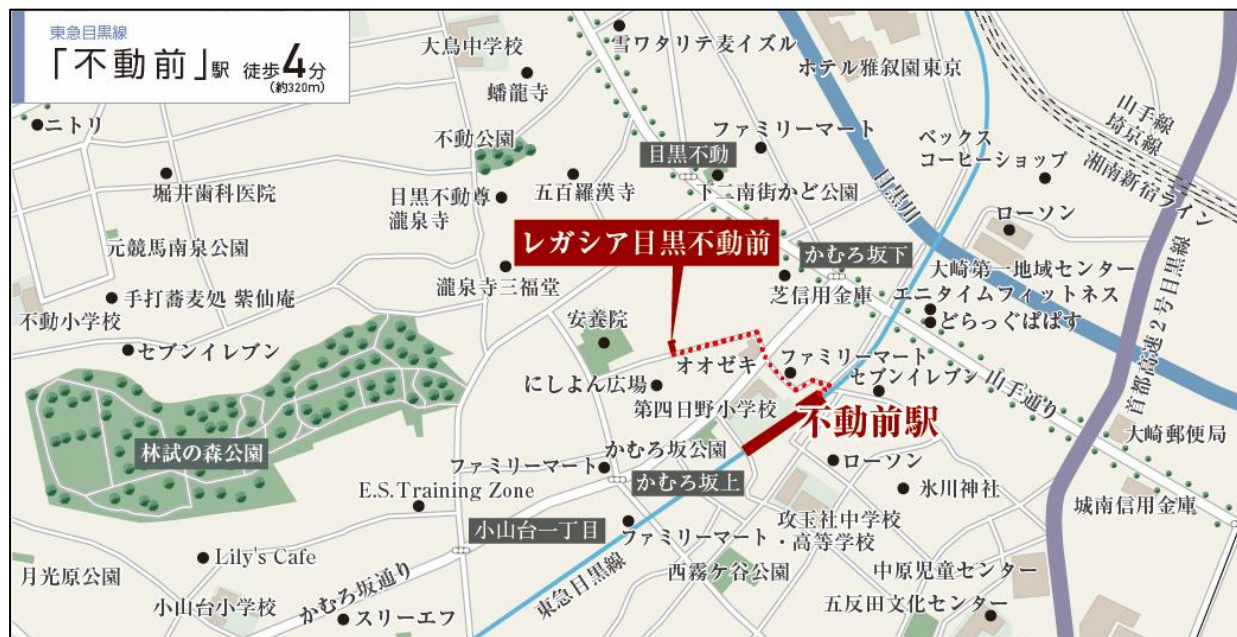 東急目黒線
「不動前」駅 徒歩4分
(約320m)
大鳥中学校
雪ワタリテ麦イズル
ホテル雅叙園東京
蟠龍寺
ニトリ
不動公園
ファミリーマート
ベックス
コーヒーショップ
山手線
埼京線
湘南新宿ライン
目黒不動
堀井歯科医院
目黒不動尊
瀧泉寺
五百羅漢寺
下二南街かど公園
目黒川
ローソン
元競馬南泉公園
レガシア目黒不動前
かむろ坂下
大崎第一地域センター
瀧泉寺三福堂
芝信用金庫
エニタイムフィットネス
手打蕎麦処 紫仙庵
どらっぐぱぱす
不動小学校
安養院
首都高速2号目黒線
セブンイレブン
オオゼキ
ファミリーマート
にしよん広場
セブンイレブン
山手通り
第四日野小学校
不動前駅
大崎郵便局
林試の森公園
かむろ坂公園
ファミリーマート
ローソン
かむろ坂上
E.S.Training Zone
氷川神社
城南信用金庫
小山台一丁目
ファミリーマート
攻玉社中学校
・高等学校
Lily's Cafe
東急目黒線
西霧ケ谷公園
中原児童センター
月光原公園
小山台小学校
かむろ坂通り
スリーエフ
五反田文化センター